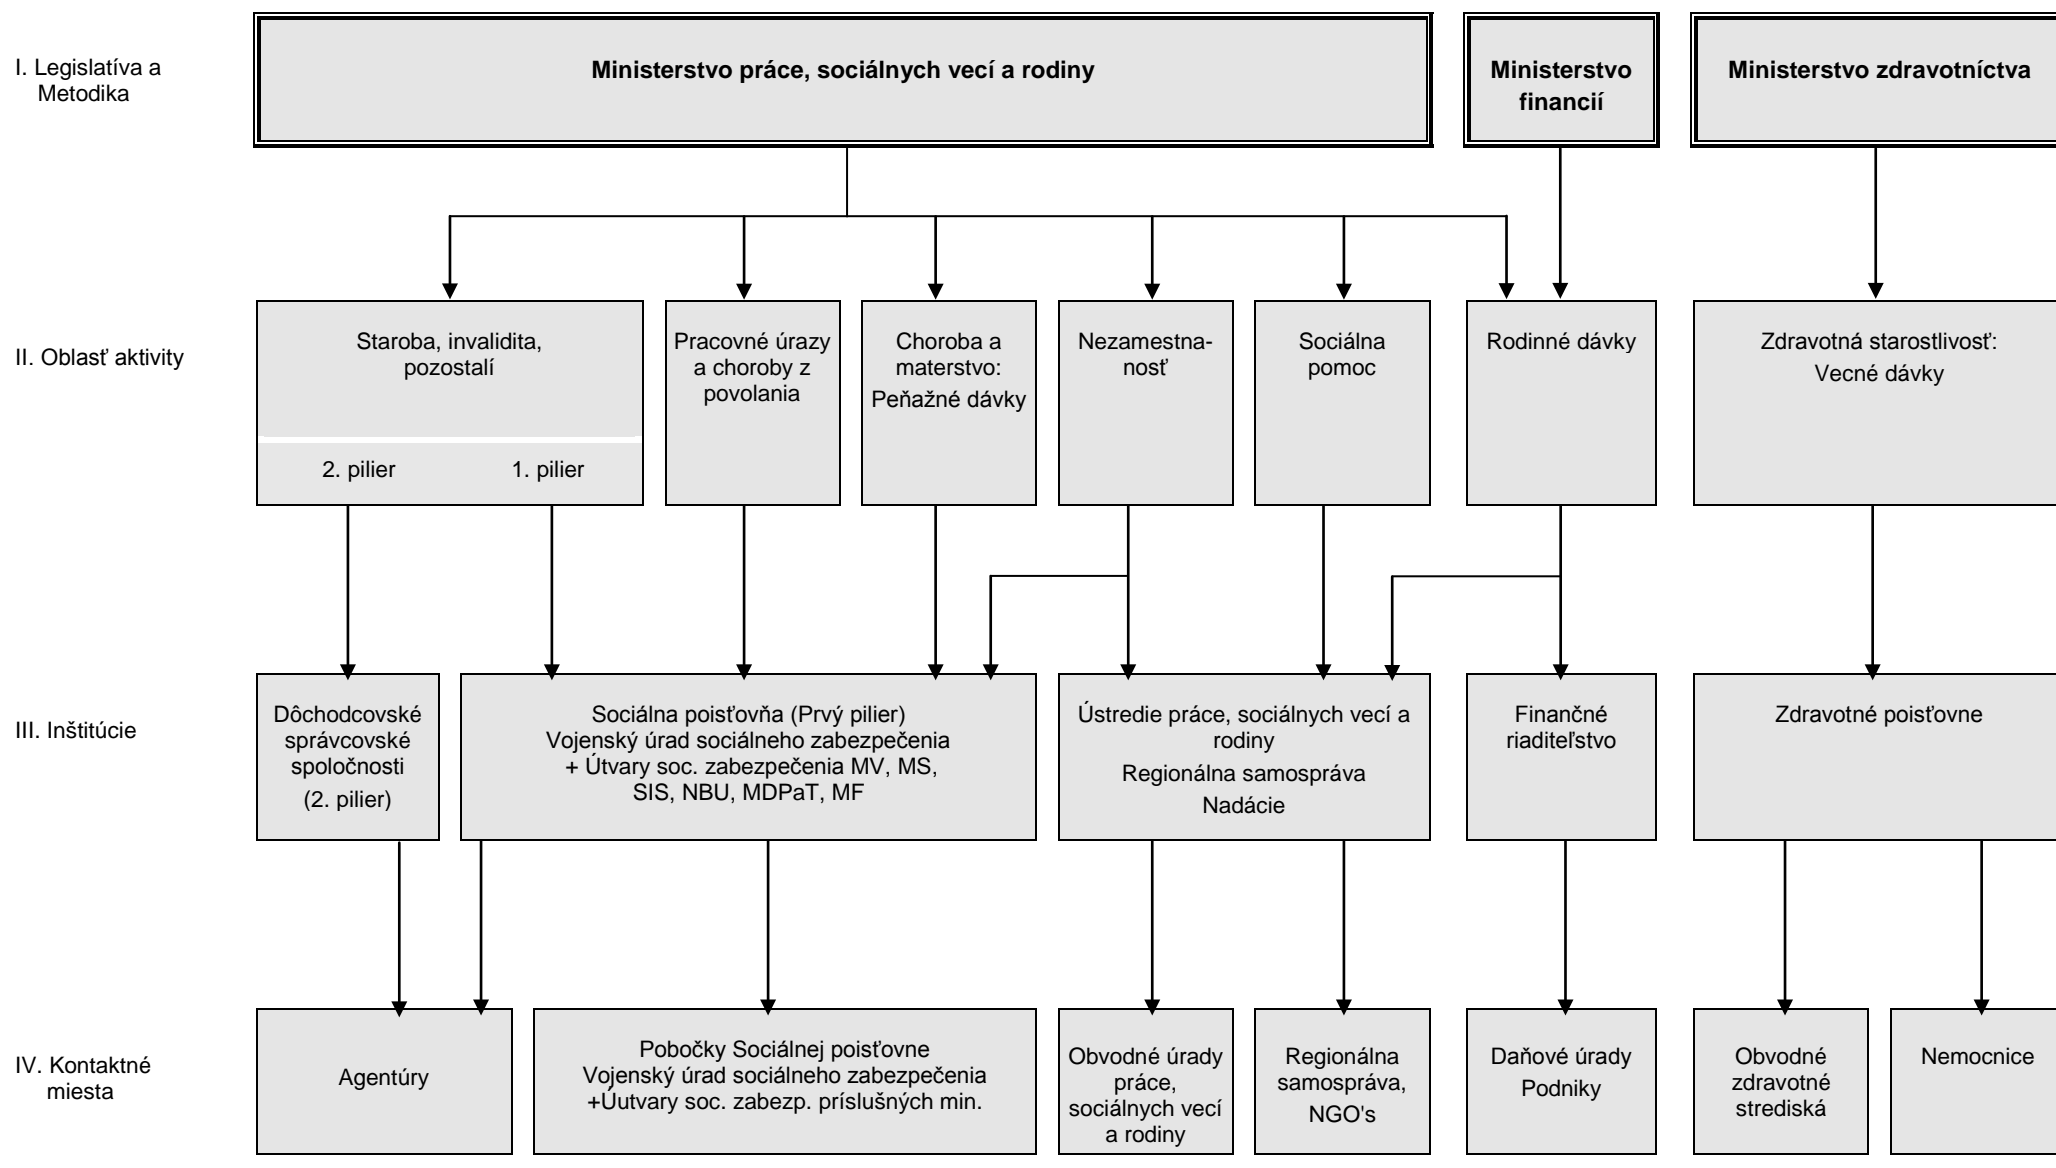 I. Legislatíva a
Metodika
Ministerstvo práce, sociálnych vecí a rodiny
Ministerstvo
financií
Ministerstvo zdravotníctva
II. Oblasť aktivity
Staroba, invalidita,
pozostalí
2. pilier
1. pilier
Pracovné úrazy
a choroby z
povolania
Choroba a
materstvo:
Peňažné dávky
Nezamestna-
nosť
Sociálna
pomoc
Rodinné dávky
Zdravotná starostlivosť:
Vecné dávky
III. Inštitúcie
Dôchodcovské
správcovské
spoločnosti
(2. pilier)
Sociálna poisťovňa (Prvý pilier)
Vojenský úrad sociálneho zabezpečenia
+ Útvary soc. zabezpečenia MV, MS,
SIS, NBU, MDPaT, MF
Ústredie práce, sociálnych vecí a
rodiny
Regionálna samospráva
Nadácie
Finančné
riaditeľstvo
Zdravotné poisťovne
IV. Kontaktné
miesta
Agentúry
Pobočky Sociálnej poisťovne
Vojenský úrad sociálneho zabezpečenia
+Úutvary soc. zabezp. príslušných min.
Obvodné úrady
práce,
sociálnych vecí
a rodiny
Regionálna
samospráva,
NGO's
Daňové úrady
Podniky
Obvodné
zdravotné
strediská
Nemocnice